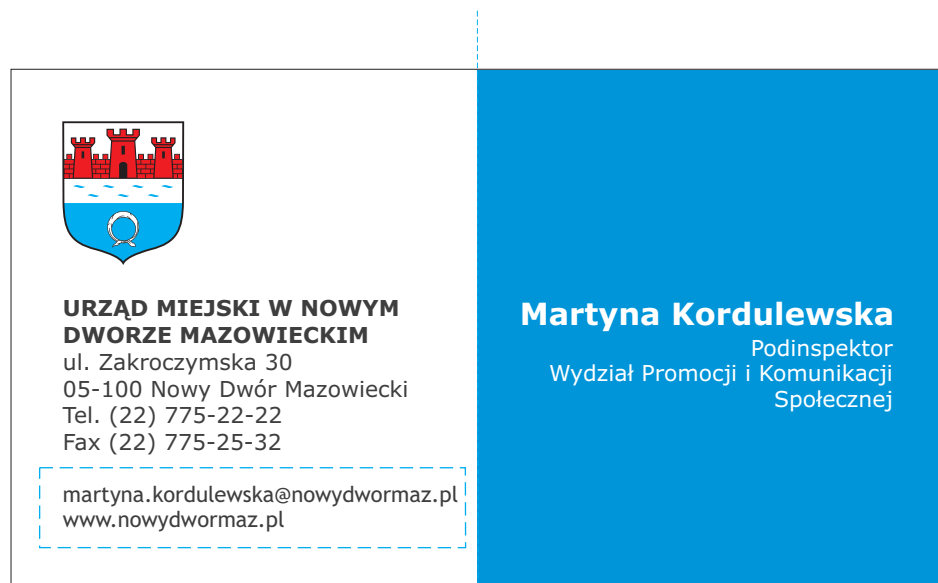 URZĄD MIEJSKI W NOWYM
DWORZE MAZOWIECKIM
ul. Zakroczymska 30
05-100 Nowy Dwór Mazowiecki
Tel. (22) 775-22-22
Fax (22) 775-25-32
martyna.kordulewska@nowydwormaz.pl
www.nowydwormaz.pl
Martyna Kordulewska
Podinspektor
Wydział Promocji i Komunikacji
Społecznej